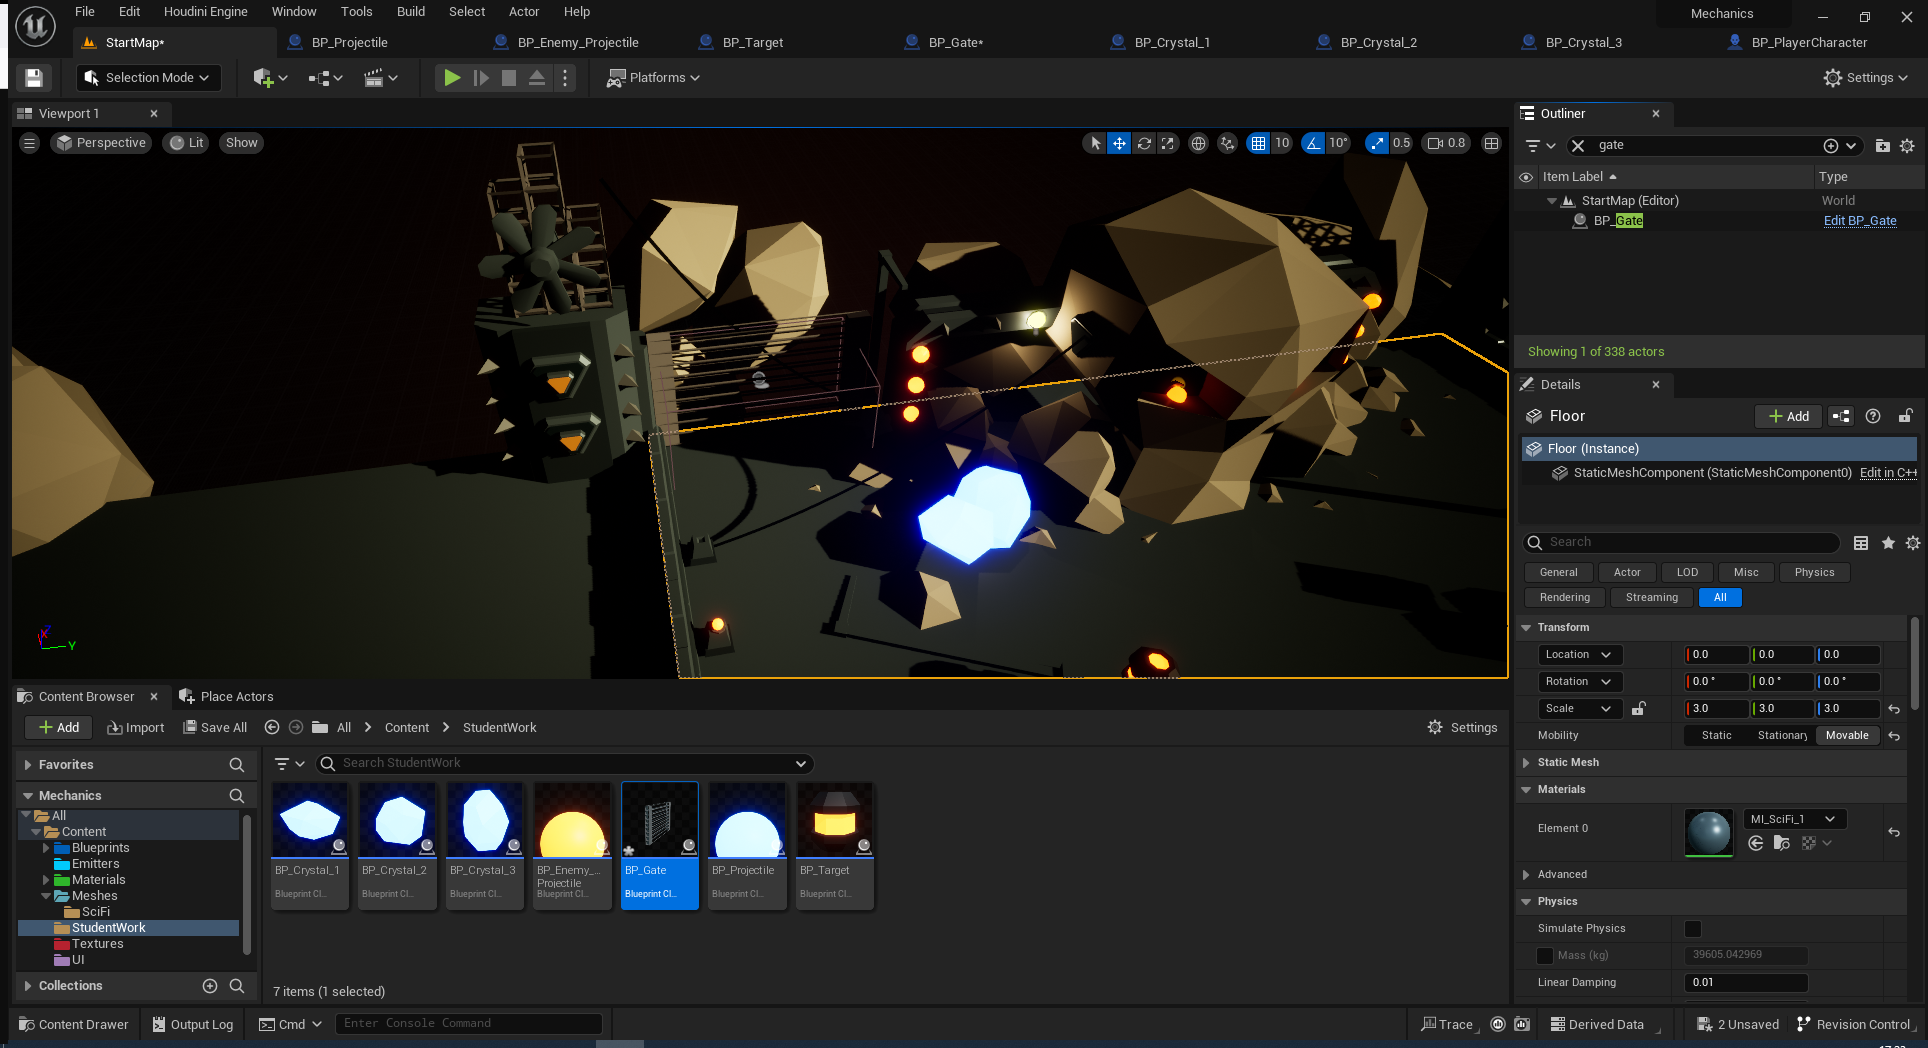 File Edit Houdini Engine Window Tools Build Select Actor Help
Mechanics
StartMap* BP_Projectile BP_Enemy_Projectile BP_Target BP_Gate* BP_Crystal_1 BP_Crystal_2 BP_Crystal_3 BP_PlayerCharacter
Selection Mode
Platforms
Settings
Viewport 1
Perspective Lit Show
10 10° 0.5 0.8
X Z Y
Outliner
gate
Item Label Type
StartMap (Editor) World
BP_Gate Edit BP_Gate
Showing 1 of 338 actors
Details
Floor
Add
Floor (Instance)
StaticMeshComponent (StaticMeshComponent0) Edit in C++
Search
General Actor LOD Misc Physics
Rendering Streaming All
Transform
Location 0.0 0.0 0.0
Rotation 0.0 ° 0.0 ° 0.0 °
Scale 3.0 3.0 3.0
Mobility Static Stationary Movable
Static Mesh
Materials
Element 0 MI_SciFi_1
Advanced
Physics
Simulate Physics
Mass (kg) 39605.042969
Linear Damping 0.01
Content Browser Place Actors
Add Import Save All All Content StudentWork Settings
Favorites
Mechanics
All
Content
Blueprints
Emitters
Materials
Meshes
SciFi
StudentWork
Textures
UI
Collections
Search StudentWork
BP_Crystal_1 BP_Crystal_2 BP_Crystal_3 BP_Enemy_... BP_Gate BP_Projectile BP_Target
Projectile
Blueprint Cl... Blueprint Cl... Blueprint Cl... Blueprint Cl... Blueprint Cl... Blueprint Cl... Blueprint Cl...
7 items (1 selected)
Content Drawer Output Log Cmd Enter Console Command
Trace Derived Data 2 Unsaved Revision Control